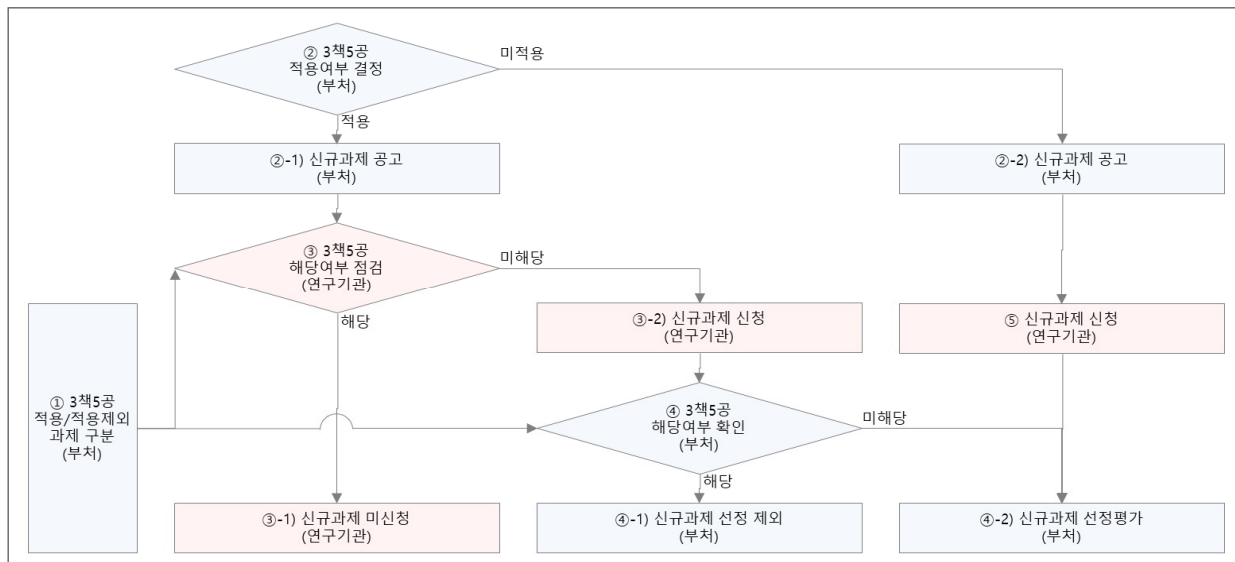 ② 3책5공
적용여부 결정
(부처)
미적용
적용
②-1) 신규과제 공고
(부처)
②-2) 신규과제 공고
(부처)
③ 3책5공
해당여부 점검
(연구기관)
미해당
해당
③-2) 신규과제 신청
(연구기관)
⑤ 신규과제 신청
(연구기관)
① 3책5공
적용/적용제외
과제 구분
(부처)
④ 3책5공
해당여부 확인
(부처)
미해당
해당
③-1) 신규과제 미신청
(연구기관)
④-1) 신규과제 선정 제외
(부처)
④-2) 신규과제 선정평가
(부처)